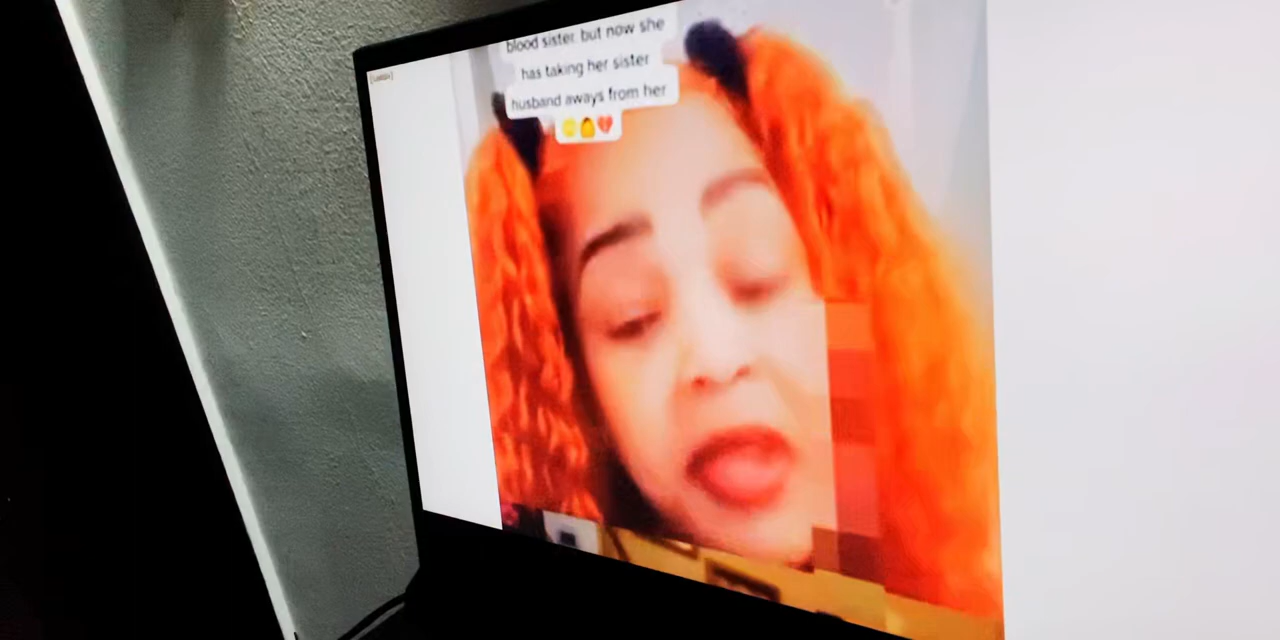 blood sister but now she
has taking her sister
husband aways from her